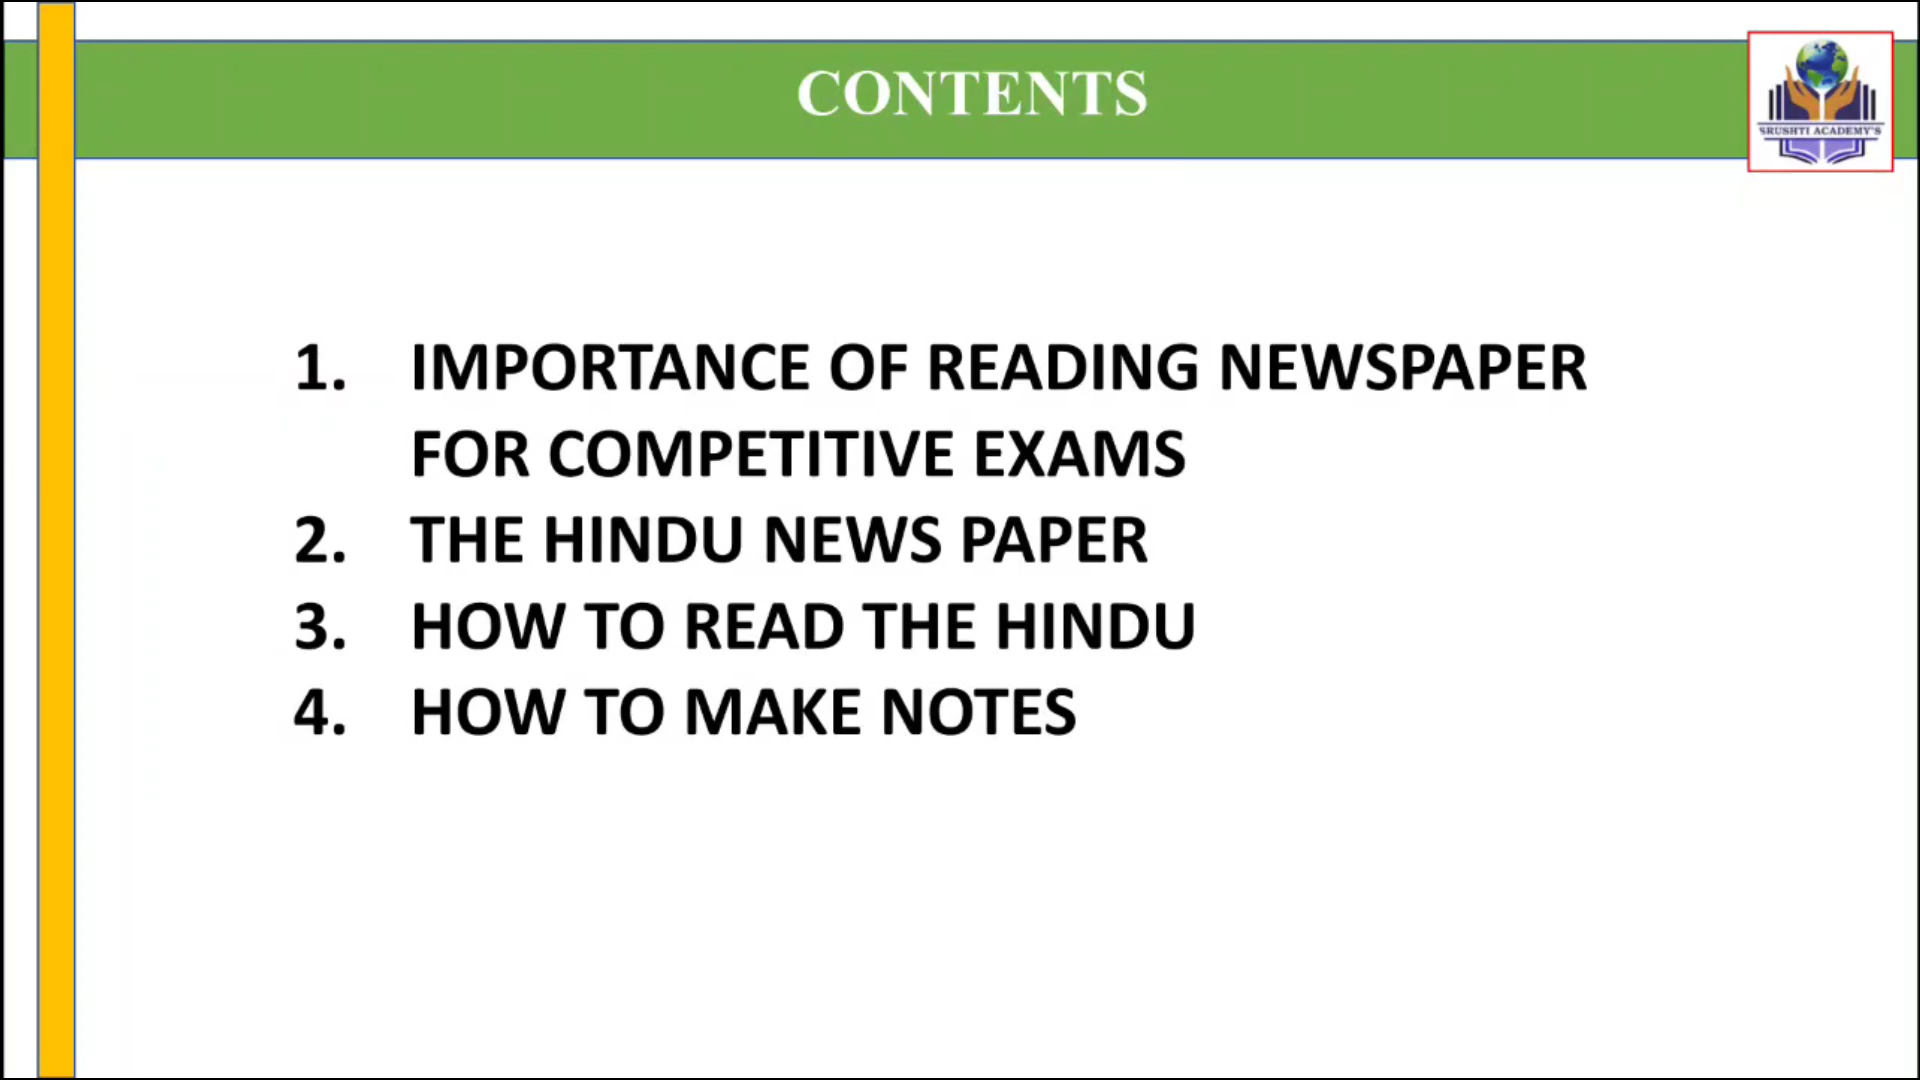 CONTENTS
SRUSHTI ACADEMY'S
1. IMPORTANCE OF READING NEWSPAPER
FOR COMPETITIVE EXAMS
2. THE HINDU NEWS PAPER
3. HOW TO READ THE HINDU
4. HOW TO MAKE NOTES